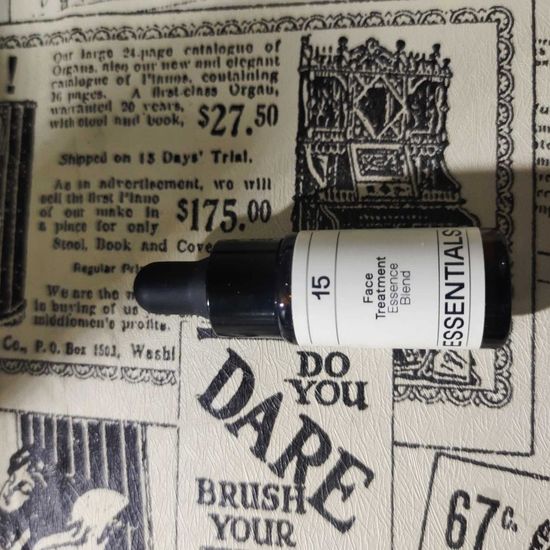 !
Our large 24-page catalogue of
Organs, also our new and elegant
catalogue of Pianos, containing
16 pages. A first-class Organ,
warranted 20 years,
with stool and book, $27.50
Shipped on 15 Days' Trial.
As an advertisement, we will
sell the first Piano
of our make in
a place for only $175.00
Stool, Book and Cove
Regular Pri
We are the
in buying of us
middlemen's profits.
Co., P. O. Box 1503, Washi
15
Face
Treatment
Essence
Blend
ESSENTIALS
DO
YOU
DARE
BRUSH
YOUR
67c.